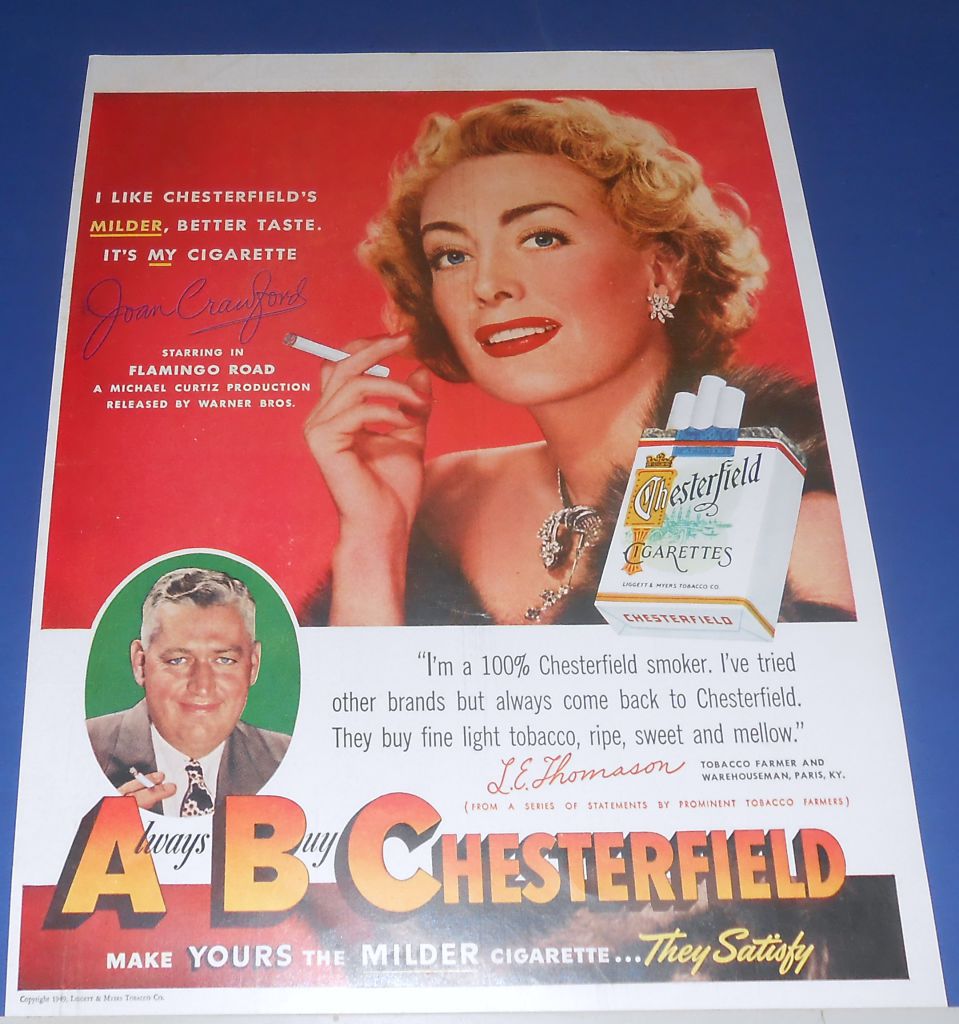 I LIKE CHESTERFIELD'S
MILDER, BETTER TASTE.
IT'S MY CIGARETTE
Joan Crawford
STARRING IN
FLAMINGO ROAD
A MICHAEL CURTIZ PRODUCTION
RELEASED BY WARNER BROS.
Chesterfield
CIGARETTES
LIGGETT & MYERS TOBACCO CO.
CHESTERFIELD
"I'm a 100% Chesterfield smoker. I've tried
other brands but always come back to Chesterfield.
They buy fine light tobacco, ripe, sweet and mellow."
L.E. Thomason TOBACCO FARMER AND
WAREHOUSEMAN, PARIS, KY.
(FROM A SERIES OF STATEMENTS BY PROMINENT TOBACCO FARMERS)
Always Buy CHESTERFIELD
MAKE YOURS THE MILDER CIGARETTE... They Satisfy
Copyright 1949, LIGGETT & MYERS TOBACCO CO.